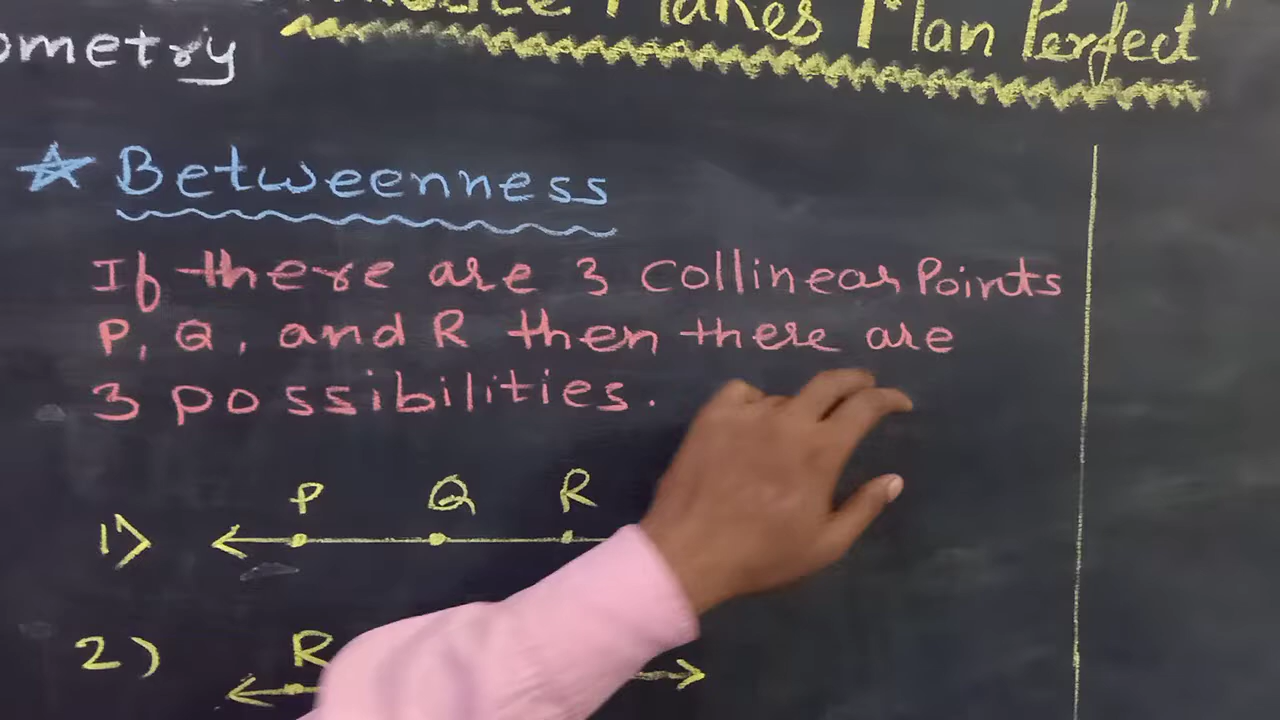 Makes Man Perfect"
ometry
Betweenness
If there are 3 Collinear Points
P, Q, and R then there are
3 possibilities.
P Q R
1)
2) R